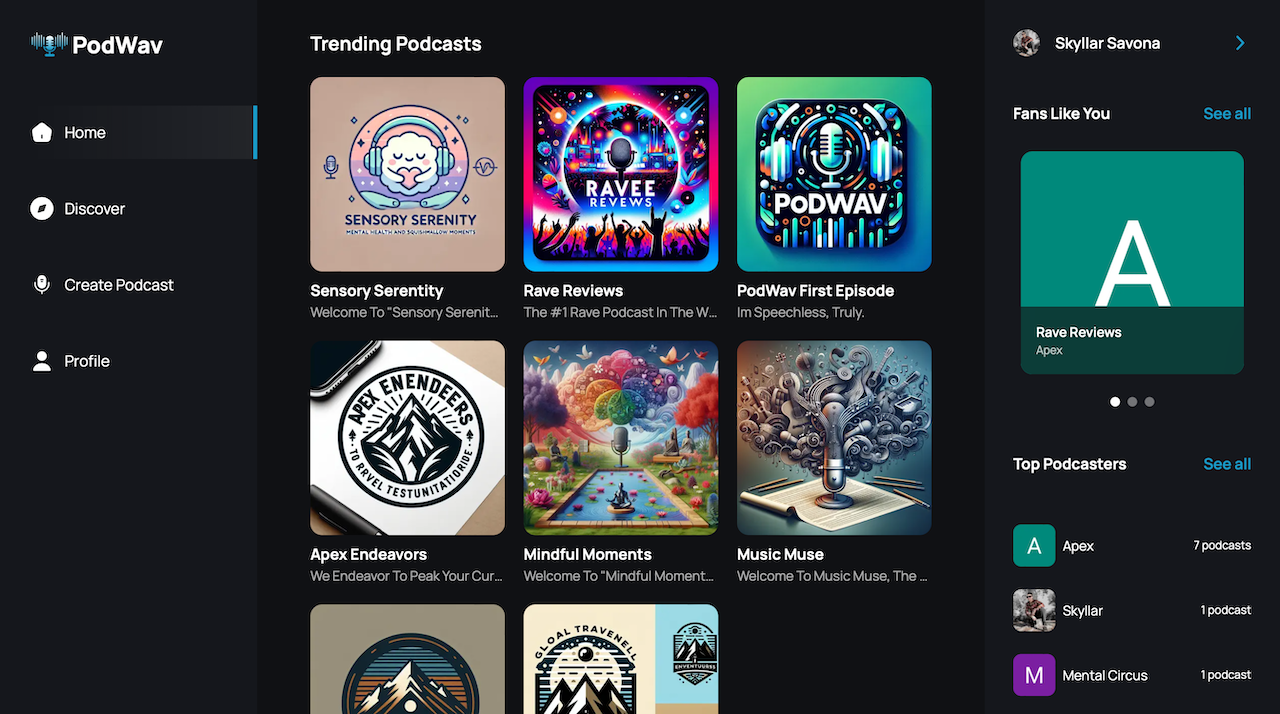 PodWav
Home
Discover
Create Podcast
Profile
Trending Podcasts
SENSORY SERENITY
MENTAL HEALTH AND SQUISHMALLOW MOMENTS
Sensory Serentity
Welcome To "Sensory Serenit...
RAVEE
REVEWS
Rave Reviews
The #1 Rave Podcast In The W...
PoDWAV
PodWav First Episode
Im Speechless, Truly.
APEX ENENDEERS
TO RRVEL TESTUNITATIORIDE
Apex Endeavors
We Endeavor To Peak Your Cur...
Mindful Moments
Welcome To "Mindful Moment...
Music Muse
Welcome To Music Muse, The ...
GLOAL TRAVENELL
ENVENTUURSS
Skyllar Savona
Fans Like You
See all
A
Rave Reviews
Apex
Top Podcasters
See all
A
Apex
7 podcasts
Skyllar
1 podcast
M
Mental Circus
1 podcast